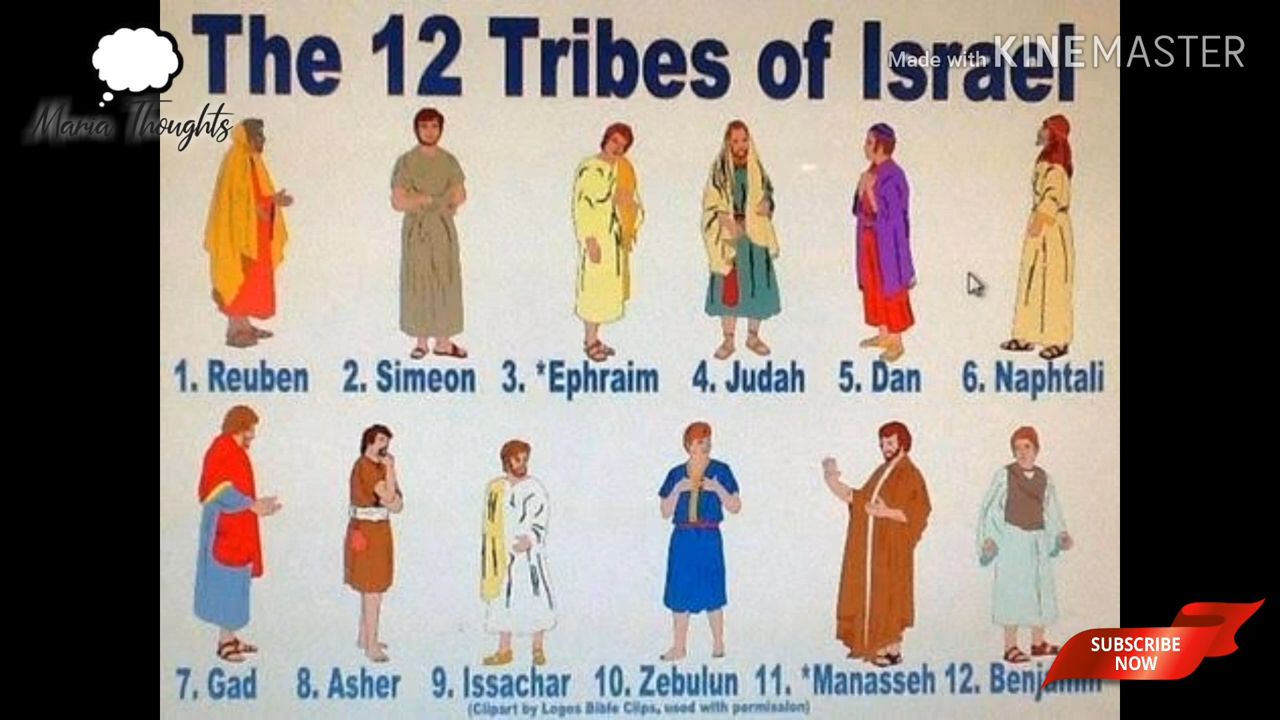 The 12 Tribes of Israel
Made with KINEMASTER
Maria Thoughts
1. Reuben 2. Simeon 3. *Ephraim 4. Judah 5. Dan 6. Naphtali
7. Gad 8. Asher 9. Issachar 10. Zebulun 11. *Manasseh 12. Benjamin
(Clipart by Logos Bible Clips, used with permission)
SUBSCRIBE
NOW